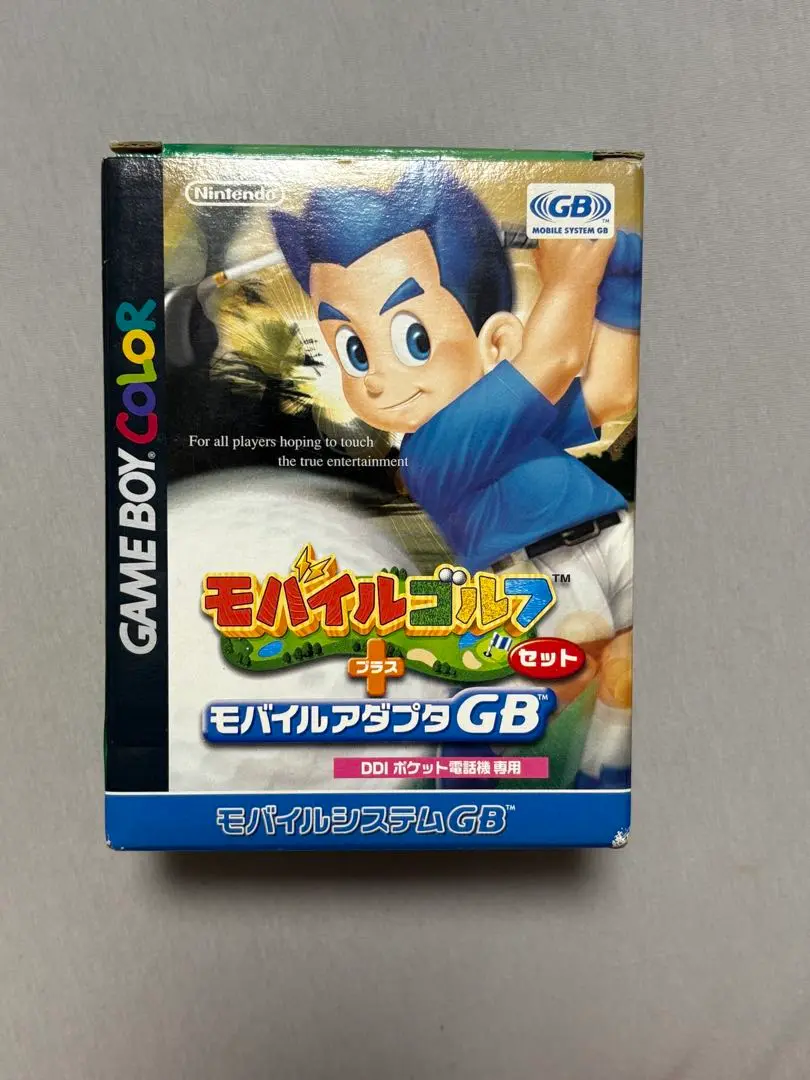 Nintendo
GB™
MOBILE SYSTEM GB
GAME BOY® COLOR
For all players hoping to touch
the true entertainment
モバイルゴルフ™
プラス
セット
モバイルアダプタGB™
DDI ポケット電話機 専用
モバイルシステムGB™